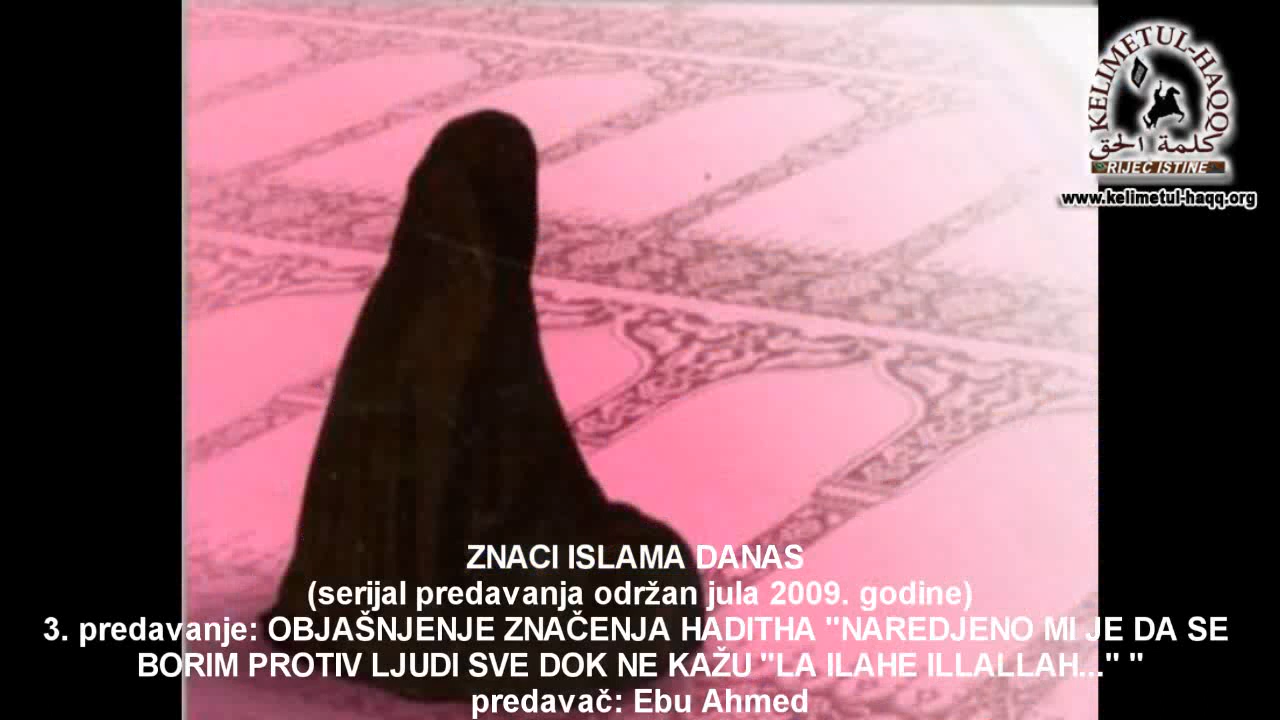 KELIMETUL-HAQQ
كلمة الحق
RIJEC ISTINE
www.kelimetul-haqq.org
ZNACI ISLAMA DANAS
(serijal predavanja održan jula 2009. godine)
3. predavanje: OBJAŠNJENJE ZNAČENJA HADITHA "NAREDJENO MI JE DA SE
BORIM PROTIV LJUDI SVE DOK NE KAŽU "LA ILAHE ILLALLAH..." "
predavač: Ebu Ahmed